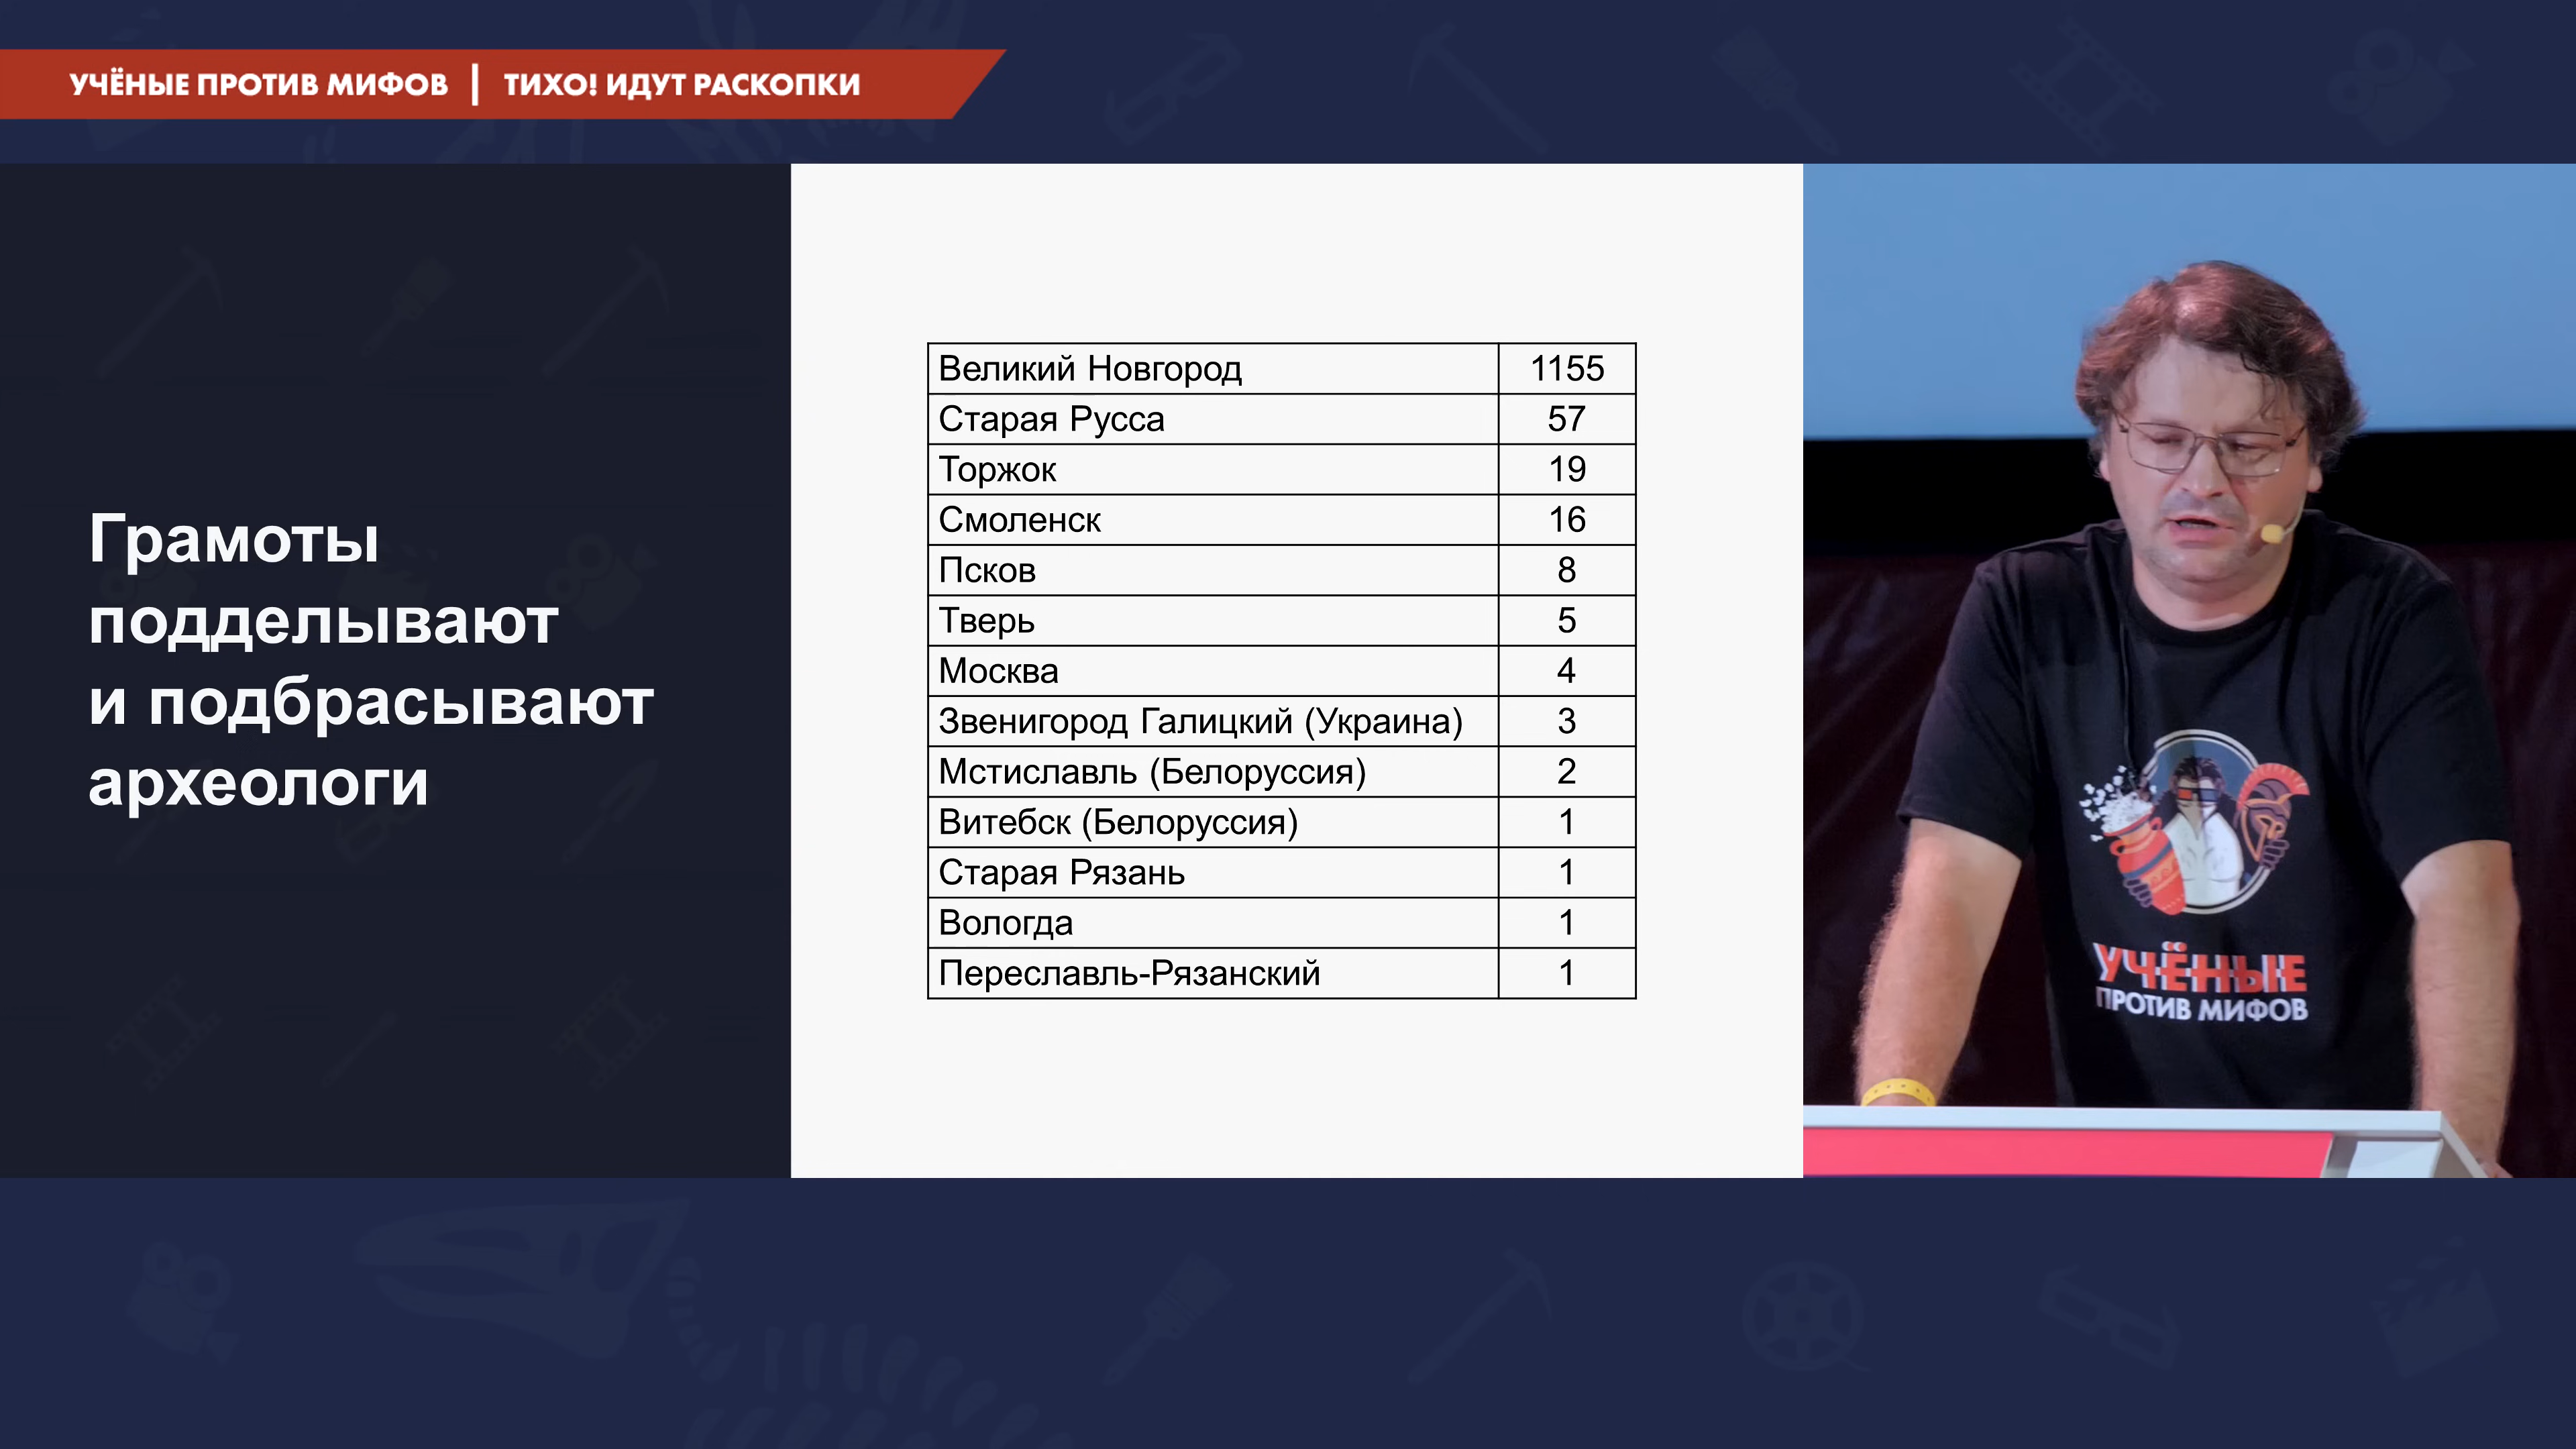 УЧЁНЫЕ ПРОТИВ МИФОВ | ТИХО! ИДУТ РАСКОПКИ
Грамоты
подделывают
и подбрасывают
археологи
Великий Новгород 1155
Старая Русса 57
Торжок 19
Смоленск 16
Псков 8
Тверь 5
Москва 4
Звенигород Галицкий (Украина) 3
Мстиславль (Белоруссия) 2
Витебск (Белоруссия) 1
Старая Рязань 1
Вологда 1
Переславль-Рязанский 1
УЧЁНЫЕ
ПРОТИВ МИФОВ